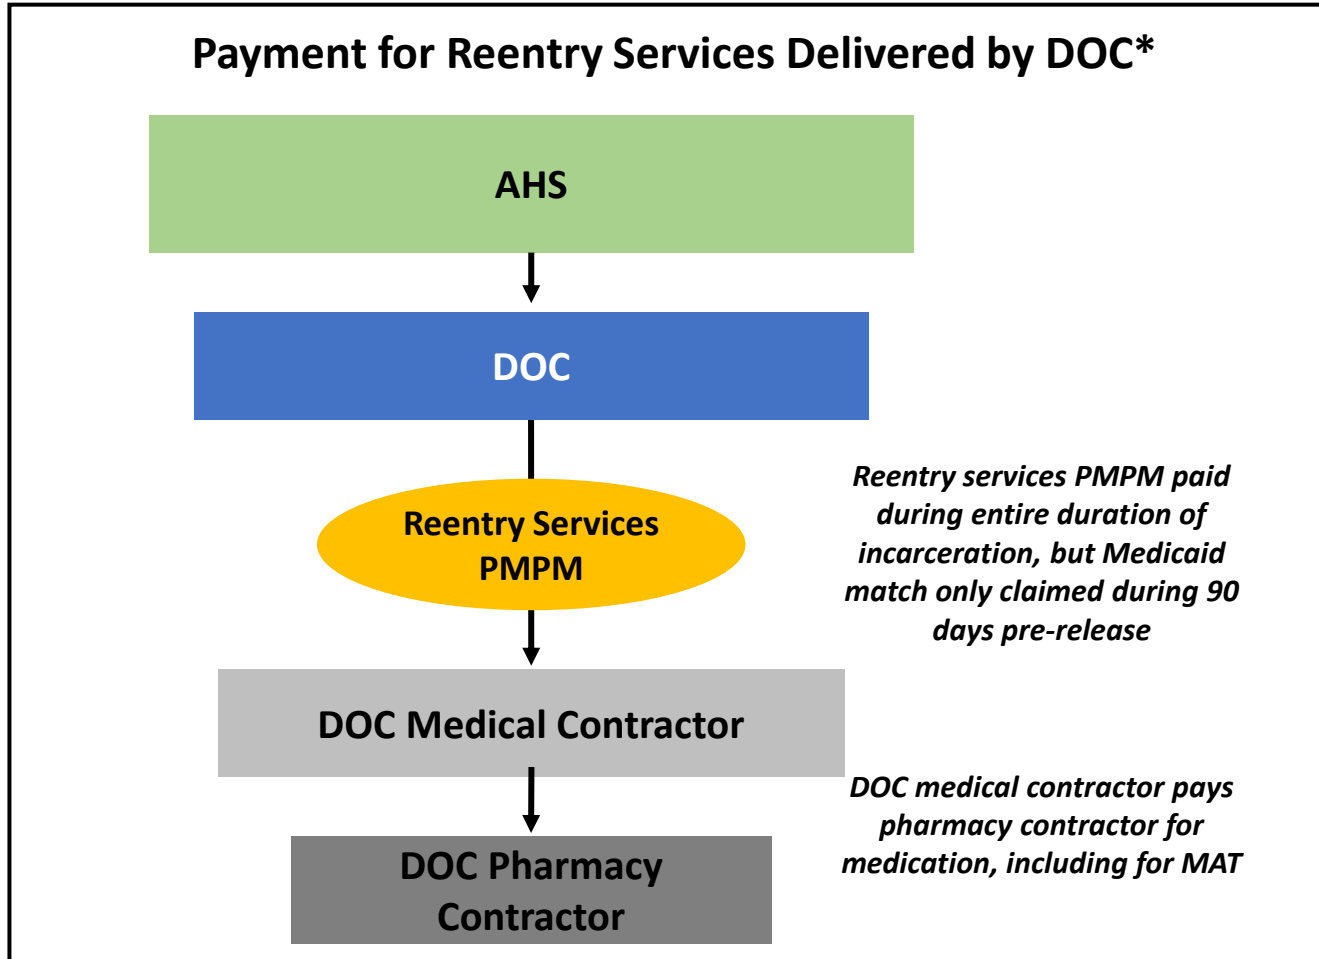 Payment for Reentry Services Delivered by DOC*
AHS
DOC
Reentry Services
PMPM
Reentry services PMPM paid
during entire duration of
incarceration, but Medicaid
match only claimed during 90
days pre-release
DOC Medical Contractor
DOC medical contractor pays
pharmacy contractor for
medication, including for MAT
DOC Pharmacy
Contractor